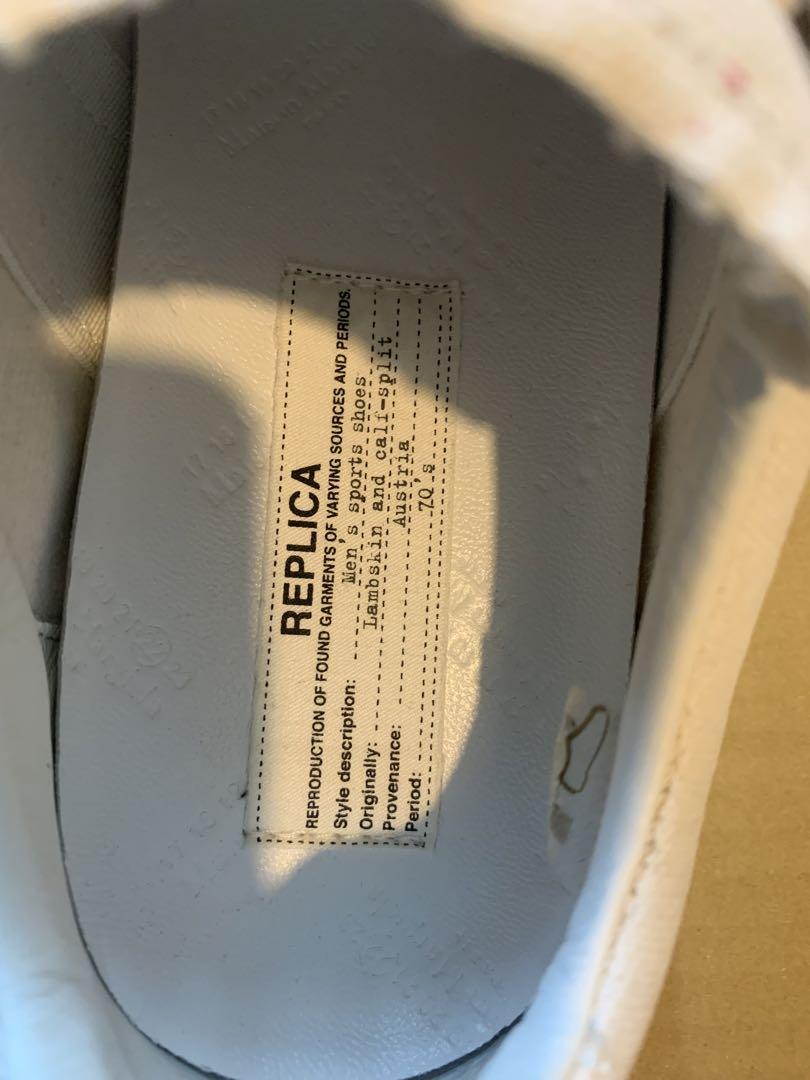 REPLICA
REPRODUCTION OF FOUND GARMENTS OF VARYING SOURCES AND PERIODS.
Style description: Men's sports shoes
Originally: Lambskin and calf-split
Provenance: Austria
Period: 70's